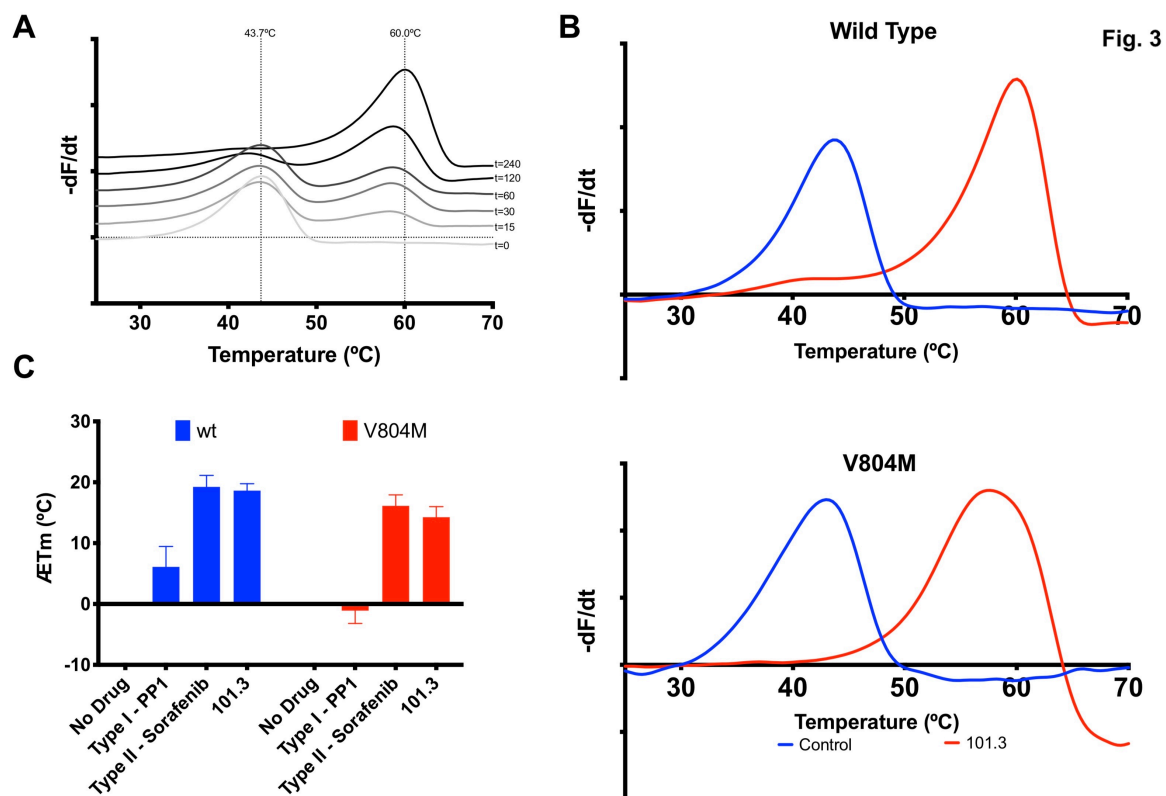 A
43.7ºC
60.0ºC
-dF/dt
t=240
t=120
t=60
t=30
t=15
t=0
30
40
50
60
70
Temperature (ºC)
B
Wild Type
Fig. 3
-dF/dt
30
40
50
60
70
Temperature (ºC)
C
wt
V804M
ÆTm (ºC)
30
20
10
0
-10
No Drug
Type I - PP1
Type II - Sorafenib
101.3
No Drug
Type I - PP1
Type II - Sorafenib
101.3
V804M
-dF/dt
30
40
50
60
70
Temperature (ºC)
Control
101.3